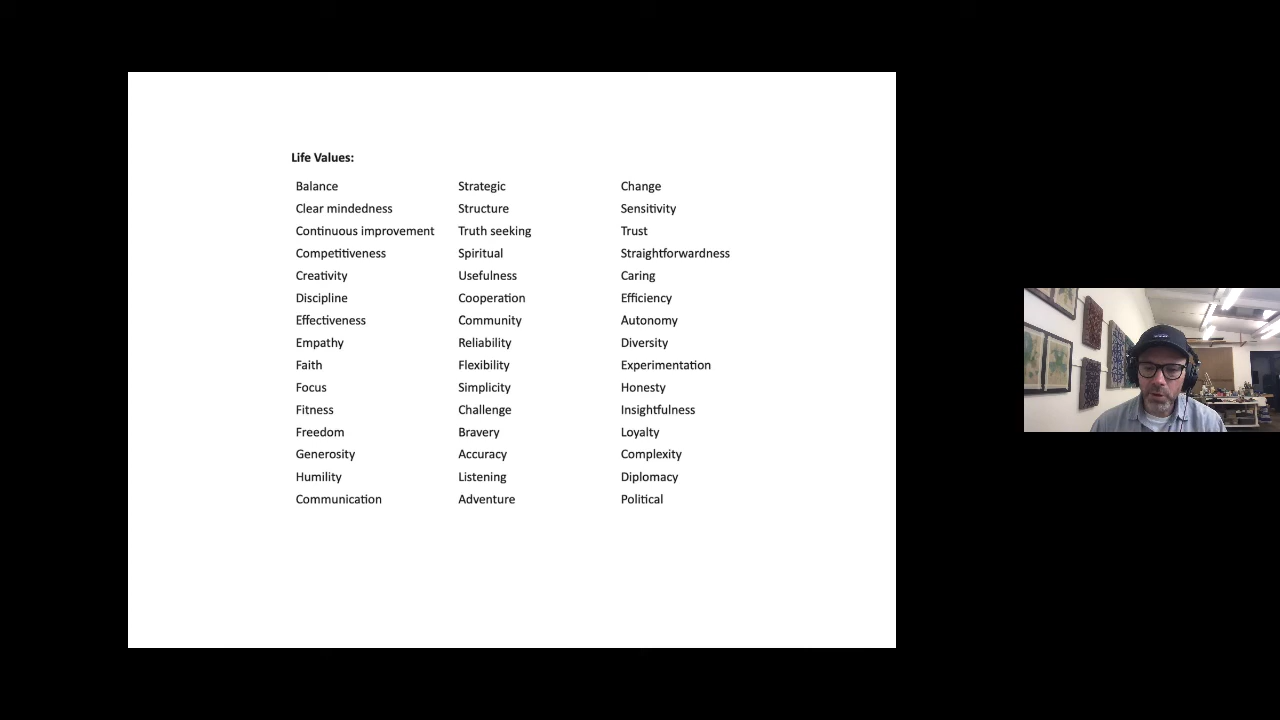 Life Values:
Balance Strategic Change
Clear mindedness Structure Sensitivity
Continuous improvement Truth seeking Trust
Competitiveness Spiritual Straightforwardness
Creativity Usefulness Caring
Discipline Cooperation Efficiency
Effectiveness Community Autonomy
Empathy Reliability Diversity
Faith Flexibility Experimentation
Focus Simplicity Honesty
Fitness Challenge Insightfulness
Freedom Bravery Loyalty
Generosity Accuracy Complexity
Humility Listening Diplomacy
Communication Adventure Political